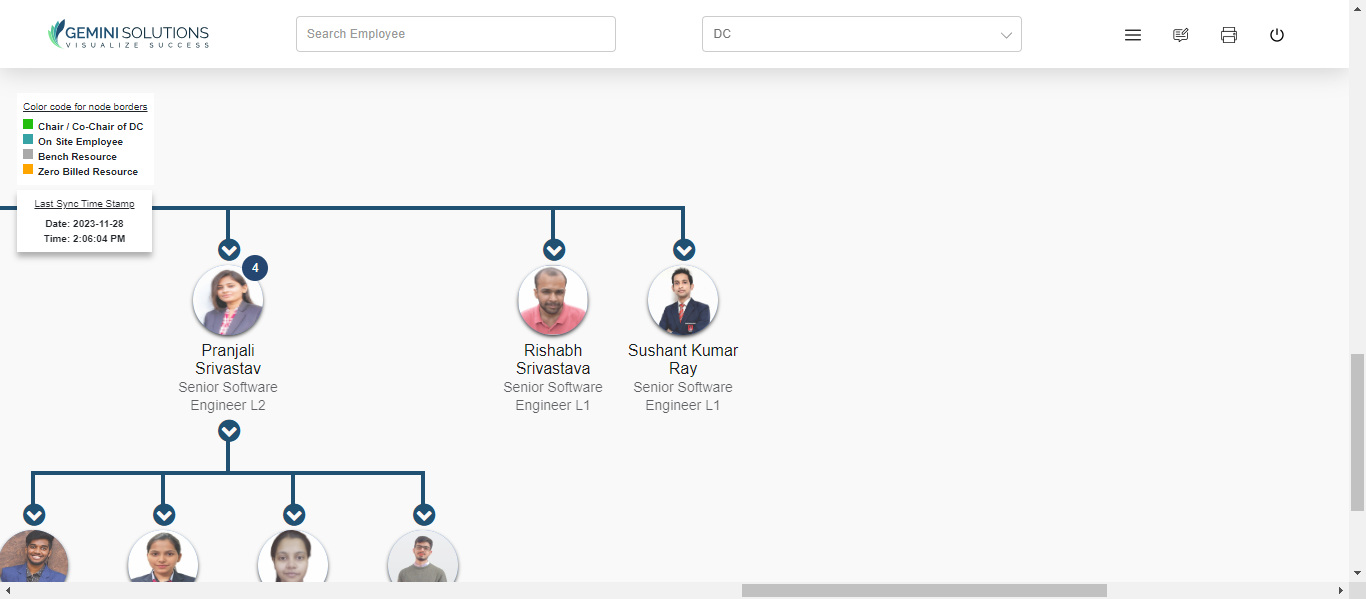 GEMINI SOLUTIONS
VISUALIZE SUCCESS
Search Employee
DC
Color code for node borders
Chair / Co-Chair of DC
On Site Employee
Bench Resource
Zero Billed Resource
Last Sync Time Stamp
Date: 2023-11-28
Time: 2:06:04 PM
4
Pranjali
Srivastav
Senior Software
Engineer L2
Rishabh
Srivastava
Senior Software
Engineer L1
Sushant Kumar
Ray
Senior Software
Engineer L1